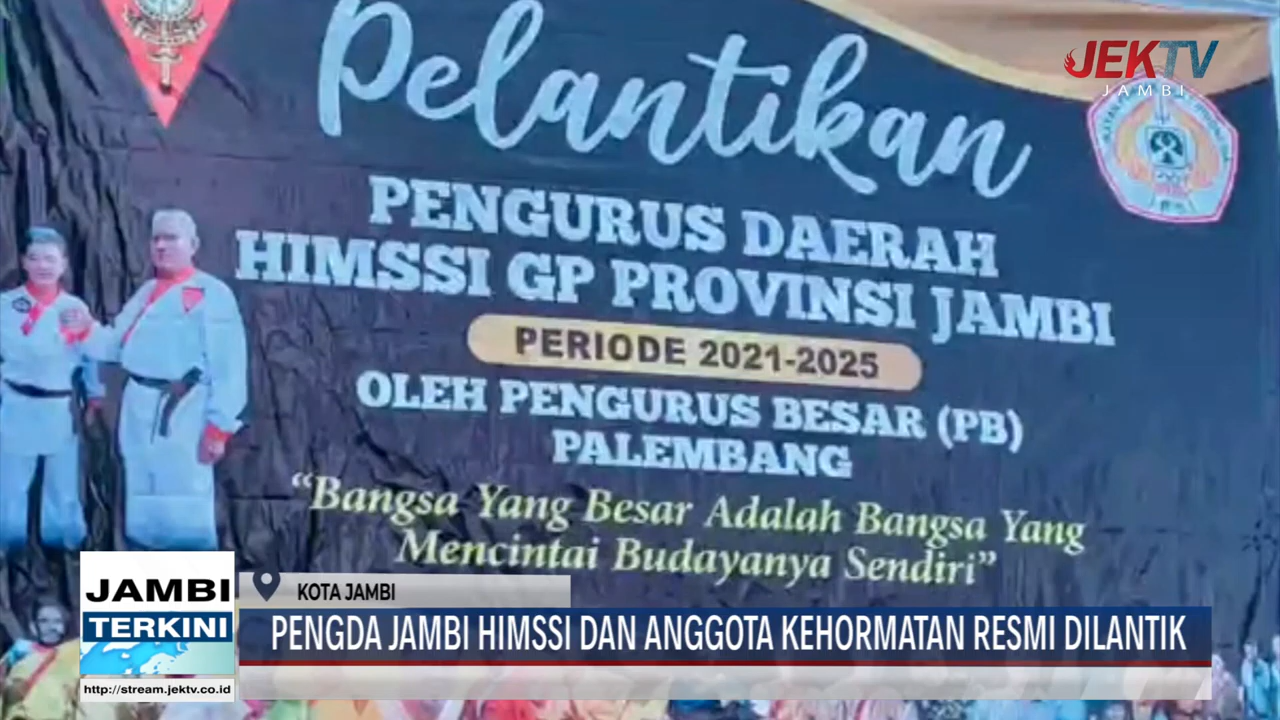 Pelantikan
PENGURUS DAERAH
HIMSSI GP PROVINSI JAMBI
PERIODE 2021-2025
OLEH PENGURUS BESAR (PB)
PALEMBANG
“Bangsa Yang Besar Adalah Bangsa Yang
Mencintai Budayanya Sendiri”
JEKTV
JAMBI
JAMBI
TERKINI
http://stream.jektv.co.id
KOTA JAMBI
PENGDA JAMBI HIMSSI DAN ANGGOTA KEHORMATAN RESMI DILANTIK